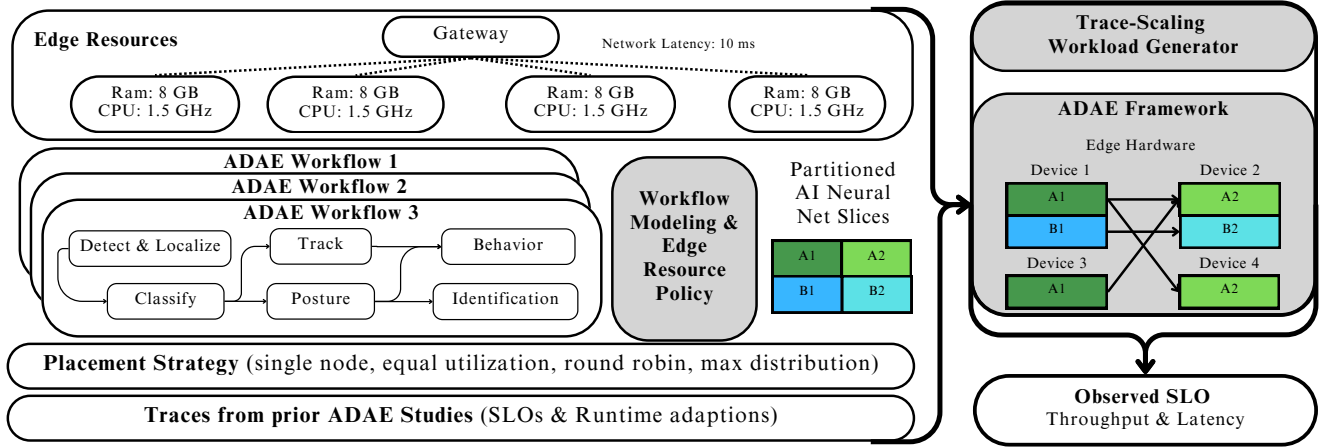 Edge Resources
Gateway
Network Latency: 10 ms
Ram: 8 GB
CPU: 1.5 GHz
Ram: 8 GB
CPU: 1.5 GHz
Ram: 8 GB
CPU: 1.5 GHz
Ram: 8 GB
CPU: 1.5 GHz
ADAE Workflow 1
ADAE Workflow 2
ADAE Workflow 3
Detect & Localize
Track
Behavior
Classify
Posture
Identification
Workflow
Modeling &
Edge
Resource
Policy
Partitioned
AI Neural
Net Slices
A1
A2
B1
B2
Placement Strategy (single node, equal utilization, round robin, max distribution)
Traces from prior ADAE Studies (SLOs & Runtime adaptions)
Trace-Scaling
Workload Generator
ADAE Framework
Edge Hardware
Device 1
Device 2
A1
A2
B1
B2
Device 3
Device 4
A1
A2
Observed SLO
Throughput & Latency